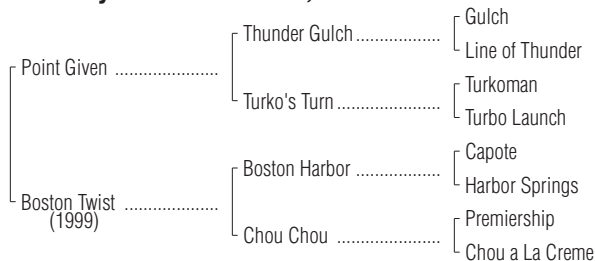 Gulch
Thunder Gulch ..................
Line of Thunder
Point Given ......................
Turkoman
Turko's Turn ......................
Turbo Launch
Capote
Boston Harbor ..................
Harbor Springs
Boston Twist ....................
(1999)
Premiership
Chou Chou ......................
Chou a La Creme